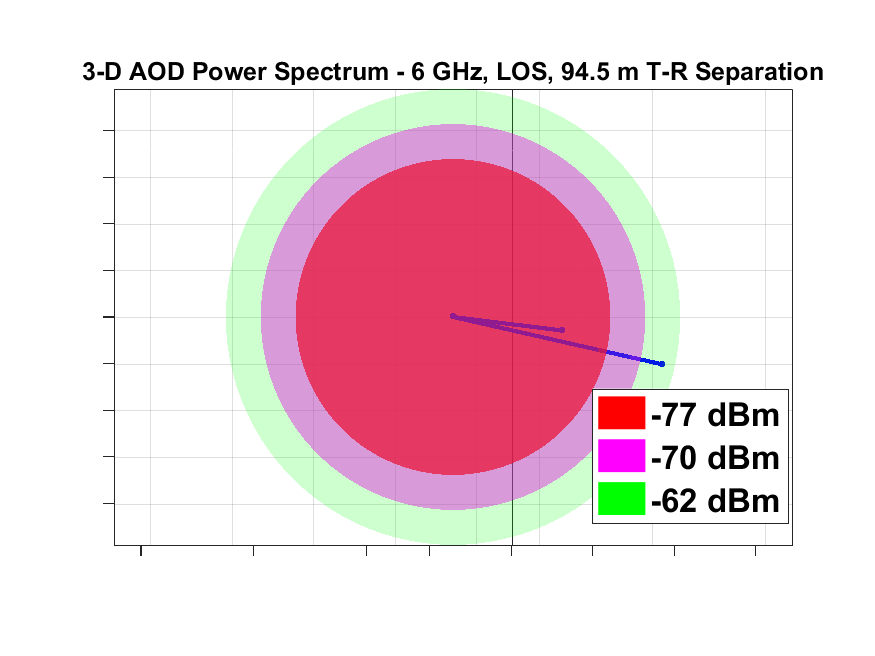 3-D AOD Power Spectrum - 6 GHz, LOS, 94.5 m T-R Separation
-77 dBm
-70 dBm
-62 dBm